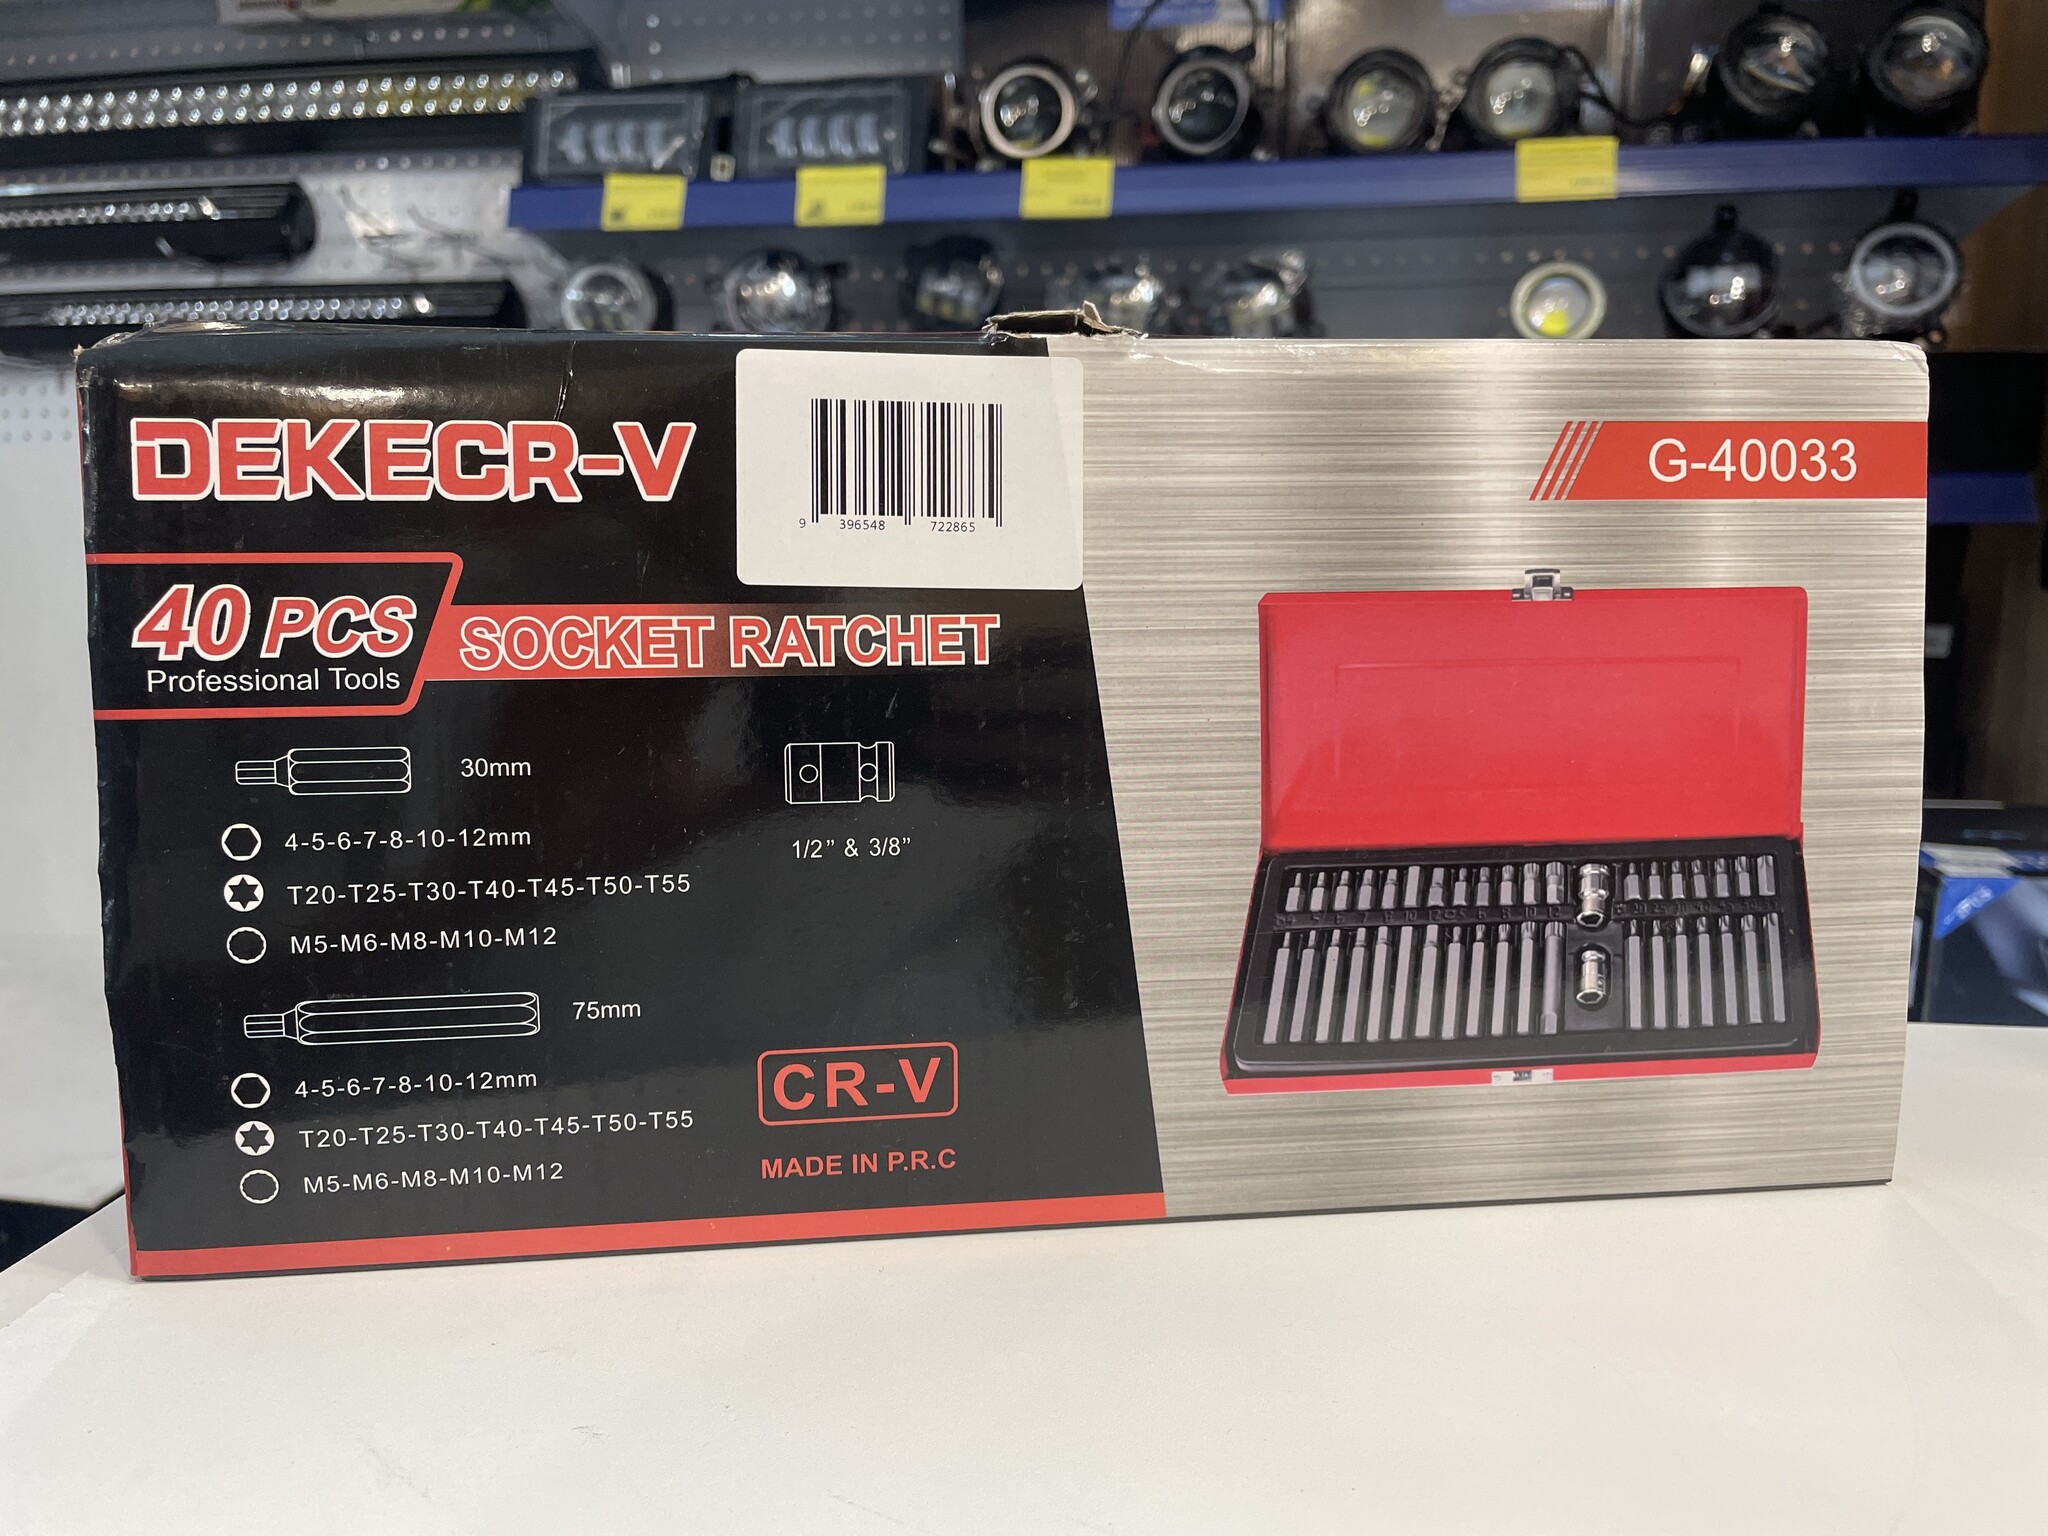 DEKECR-V
9 396548 722865
G-40033
40 PCS
Professional Tools
SOCKET RATCHET
30mm
4-5-6-7-8-10-12mm
T20-T25-T30-T40-T45-T50-T55
M5-M6-M8-M10-M12
1/2" & 3/8"
75mm
4-5-6-7-8-10-12mm
T20-T25-T30-T40-T45-T50-T55
M5-M6-M8-M10-M12
CR-V
MADE IN P.R.C